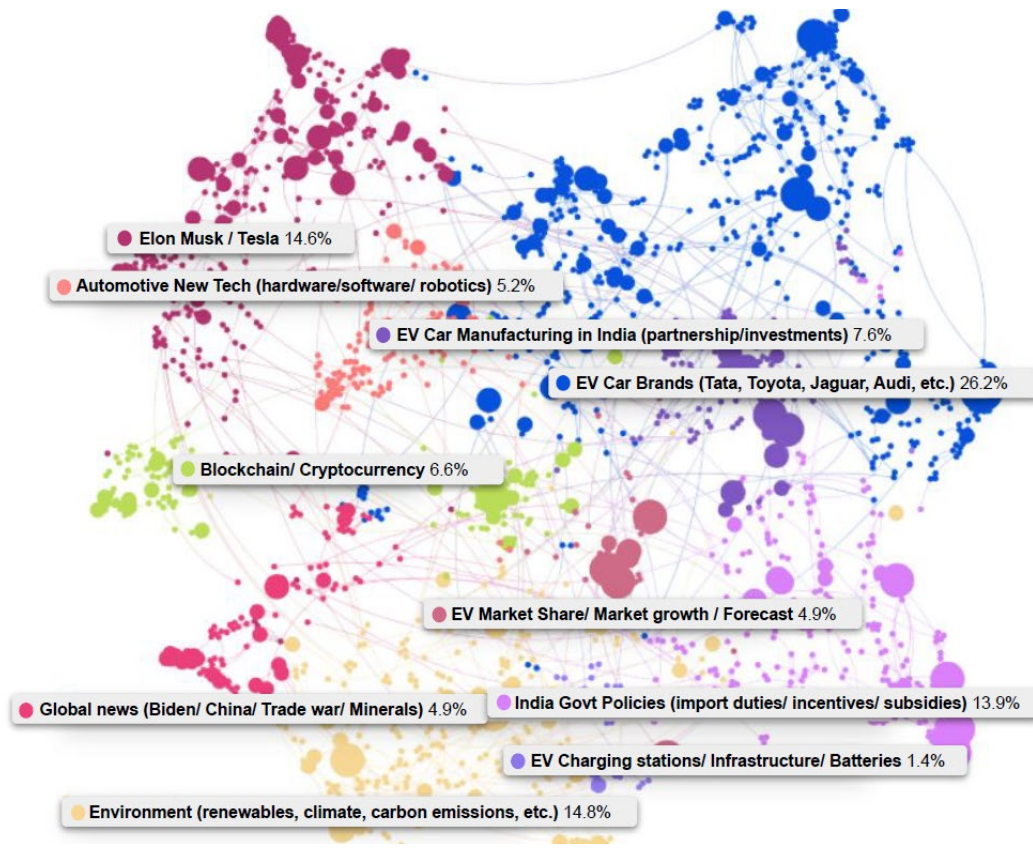 Elon Musk / Tesla 14.6%
Automotive New Tech (hardware/software/ robotics) 5.2%
EV Car Manufacturing in India (partnership/investments) 7.6%
EV Car Brands (Tata, Toyota, Jaguar, Audi, etc.) 26.2%
Blockchain/ Cryptocurrency 6.6%
EV Market Share/ Market growth / Forecast 4.9%
Global news (Biden/ China/ Trade war/ Minerals) 4.9%
India Govt Policies (import duties/ incentives/ subsidies) 13.9%
EV Charging stations/ Infrastructure/ Batteries 1.4%
Environment (renewables, climate, carbon emissions, etc.) 14.8%